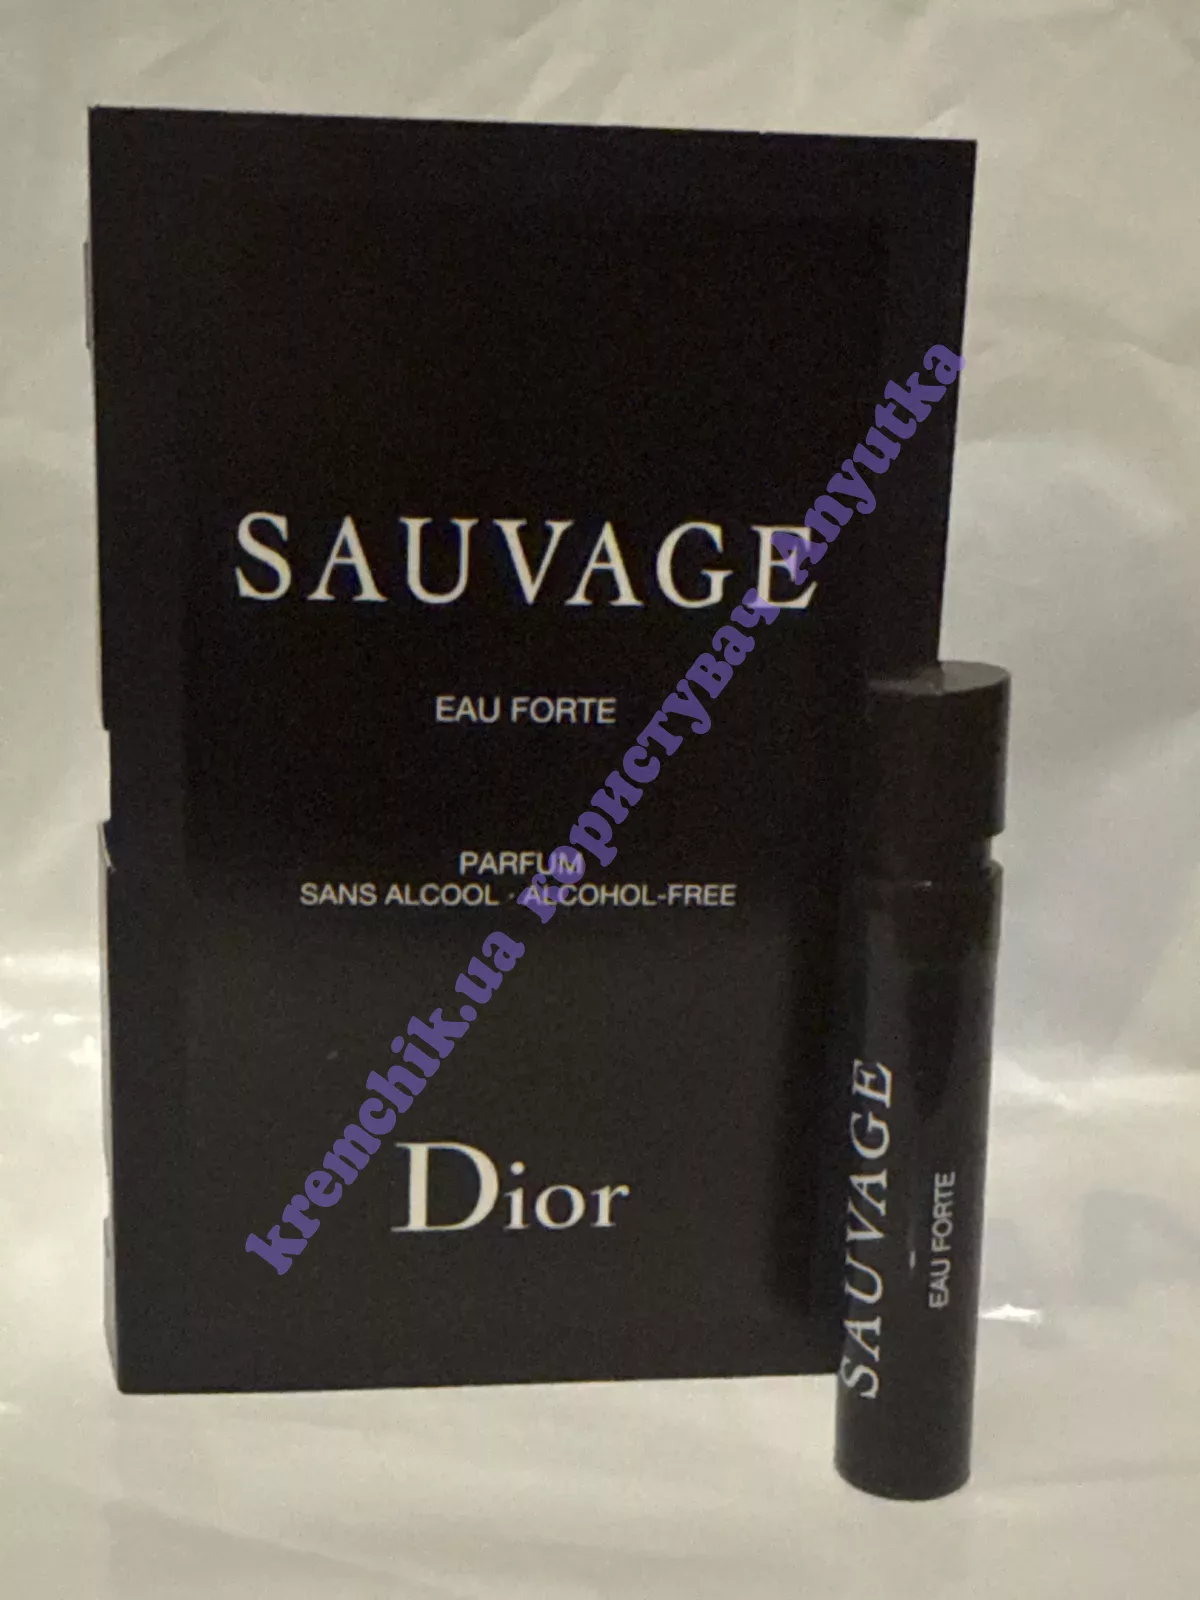 SAUVAGE
EAU FORTE
PARFUM
SANS ALCOOL · ALCOHOL-FREE
Dior
SAUVAGE
EAU FORTE
kremchik.ua користувач Anyutka